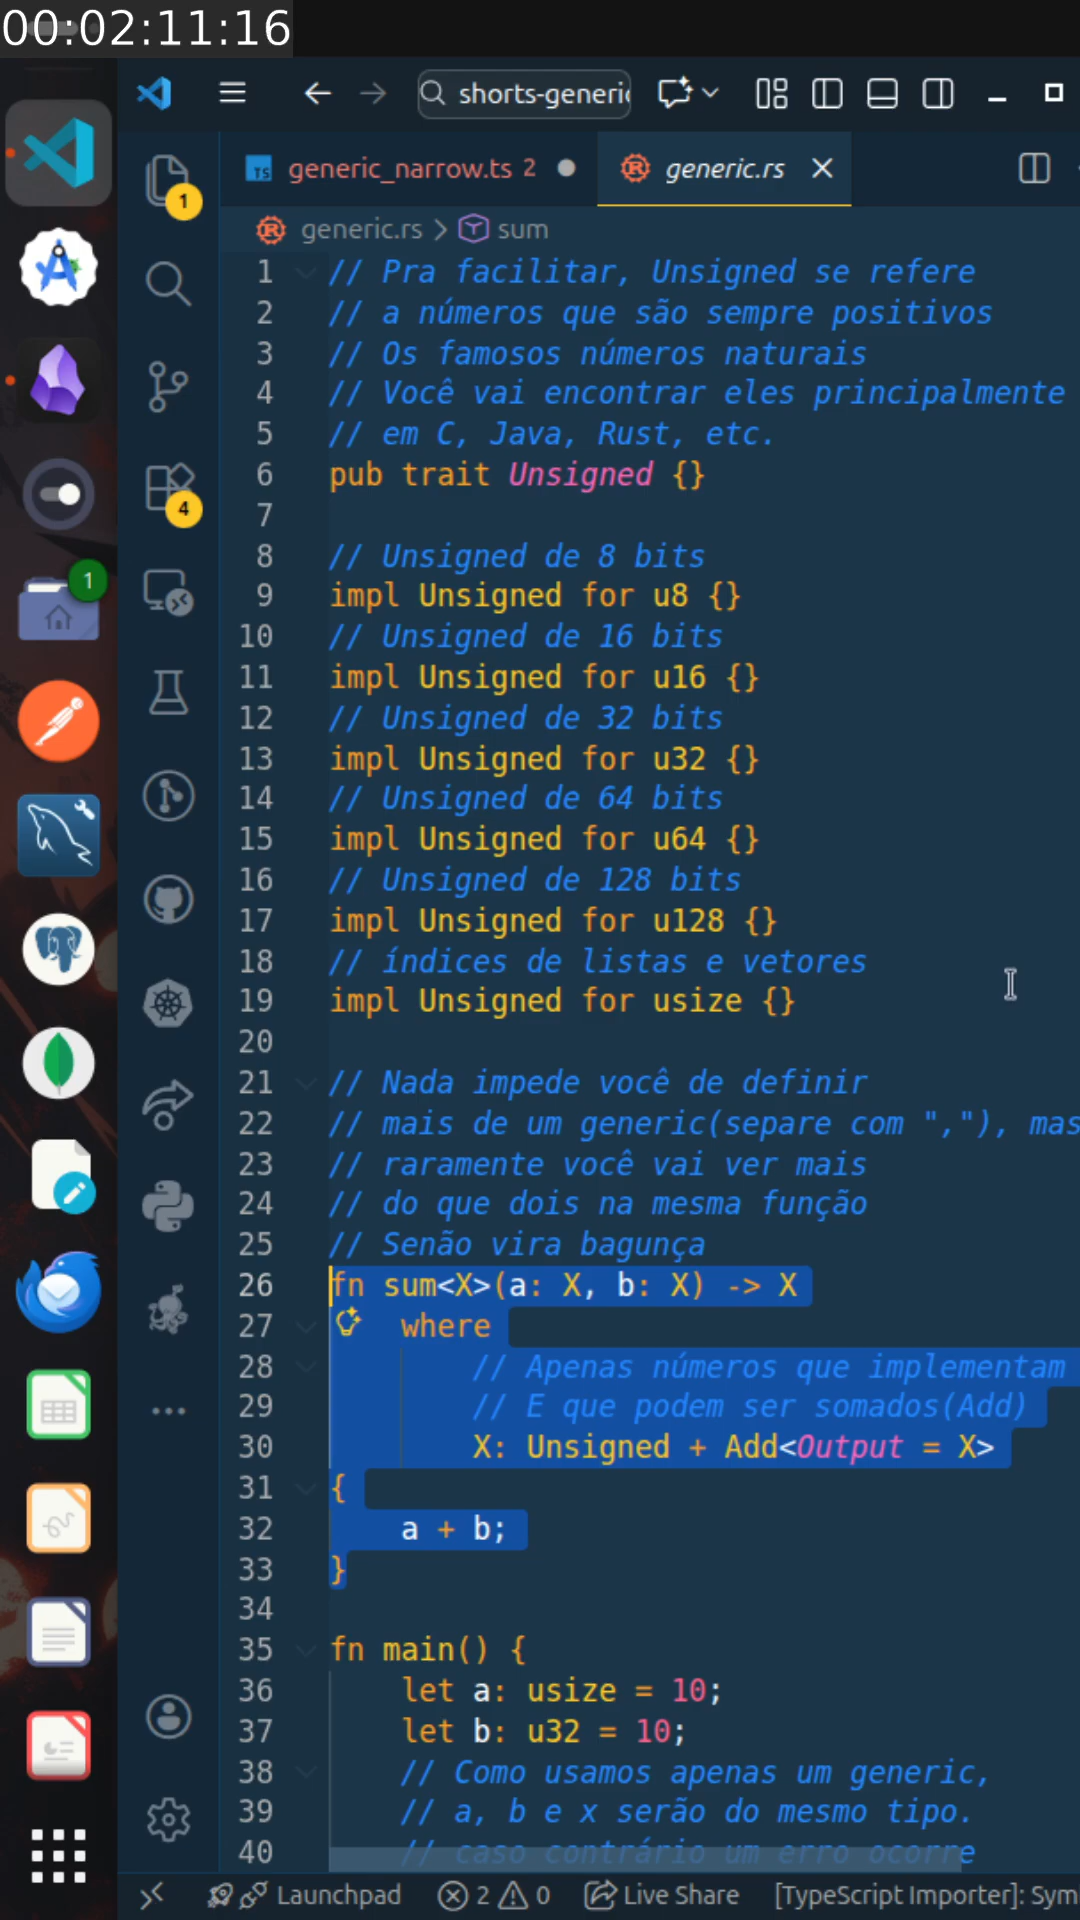 00:02:11:16
shorts-generic
generic_narrow.ts 2
generic.rs
generic.rs > sum
1 // Pra facilitar, Unsigned se refere
2 // a números que são sempre positivos
3 // Os famosos números naturais
4 // Você vai encontrar eles principalmente
5 // em C, Java, Rust, etc.
6 pub trait Unsigned {}
7
8 // Unsigned de 8 bits
9 impl Unsigned for u8 {}
10 // Unsigned de 16 bits
11 impl Unsigned for u16 {}
12 // Unsigned de 32 bits
13 impl Unsigned for u32 {}
14 // Unsigned de 64 bits
15 impl Unsigned for u64 {}
16 // Unsigned de 128 bits
17 impl Unsigned for u128 {}
18 // índices de listas e vetores
19 impl Unsigned for usize {}
20
21 // Nada impede você de definir
22 // mais de um generic(separe com ","), mas
23 // raramente você vai ver mais
24 // do que dois na mesma função
25 // Senão vira bagunça
26 fn sum<X>(a: X, b: X) -> X
27 where
28 // Apenas números que implementam
29 // E que podem ser somados(Add)
30 X: Unsigned + Add<Output = X>
31 {
32 a + b;
33 }
34
35 fn main() {
36 let a: usize = 10;
37 let b: u32 = 10;
38 // Como usamos apenas um generic,
39 // a, b e x serão do mesmo tipo.
40 // caso contrário um erro ocorre
1
4
1
TS
Launchpad 2 0 Live Share [TypeScript Importer]: Sym